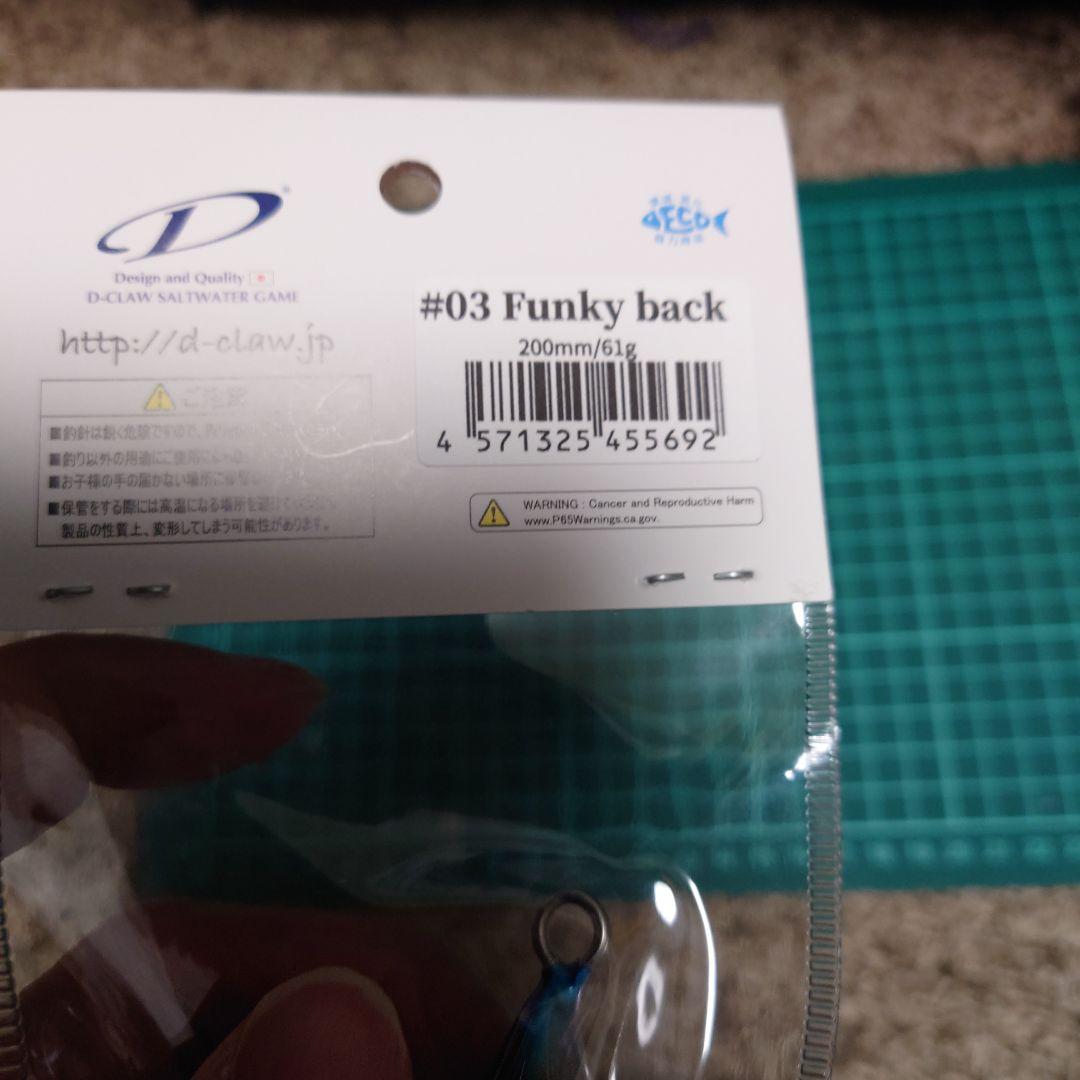 D
Design and Quality
D-CLAW SALTWATER GAME
http://d-claw.jp
ECO
#03 Funky back
200mm/61g
4 571325 455692
ご注意
■釣針は鋭く危険ですので、
■釣り以外の用途にご使用に
■お子様の手の届かない場所に
■保管をする際には高温になる場所を避けて
製品の性質上、変形してしまう可能性があります。
WARNING : Cancer and Reproductive Harm
www.P65Warnings.ca.gov.